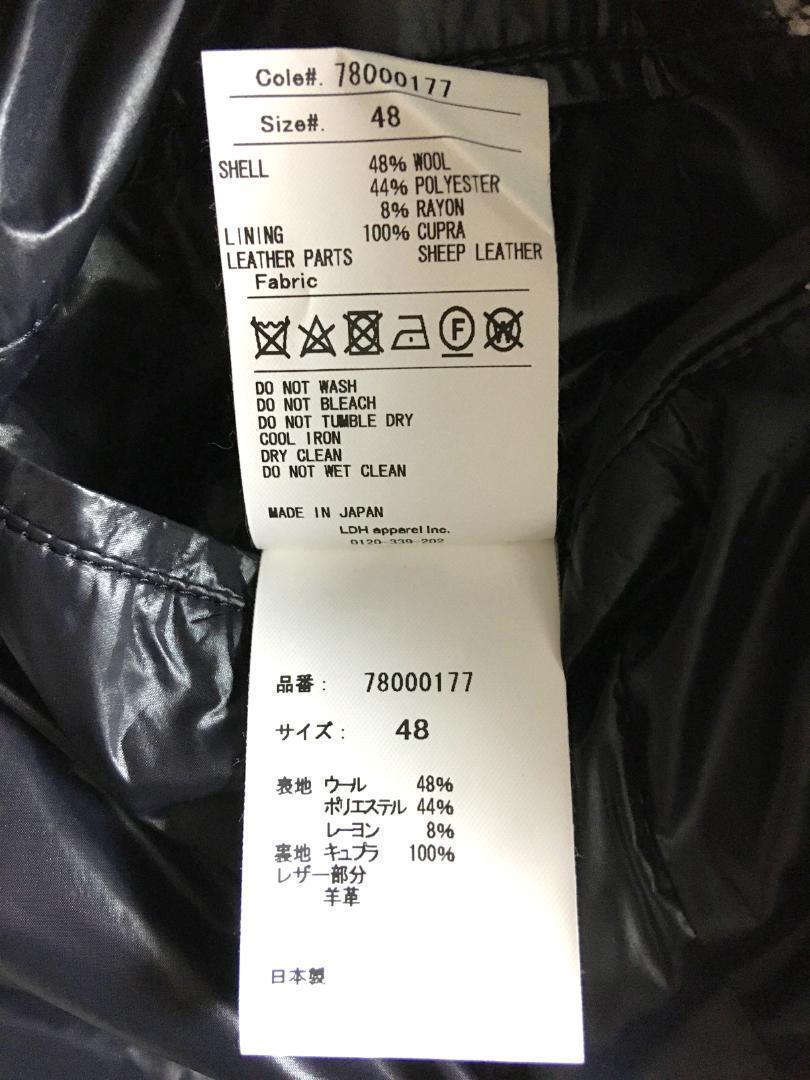 Cole#. 78000177
Size#. 48
SHELL 48% WOOL
44% POLYESTER
8% RAYON
LINING 100% CUPRA
LEATHER PARTS SHEEP LEATHER
Fabric
F W
DO NOT WASH
DO NOT BLEACH
DO NOT TUMBLE DRY
COOL IRON
DRY CLEAN
DO NOT WET CLEAN
MADE IN JAPAN
LDH apparel Inc.
0120-339-202
品番: 78000177
サイズ: 48
表地 ウール 48%
ポリエステル 44%
レーヨン 8%
裏地 キュプラ 100%
レザー部分
羊革
日本製